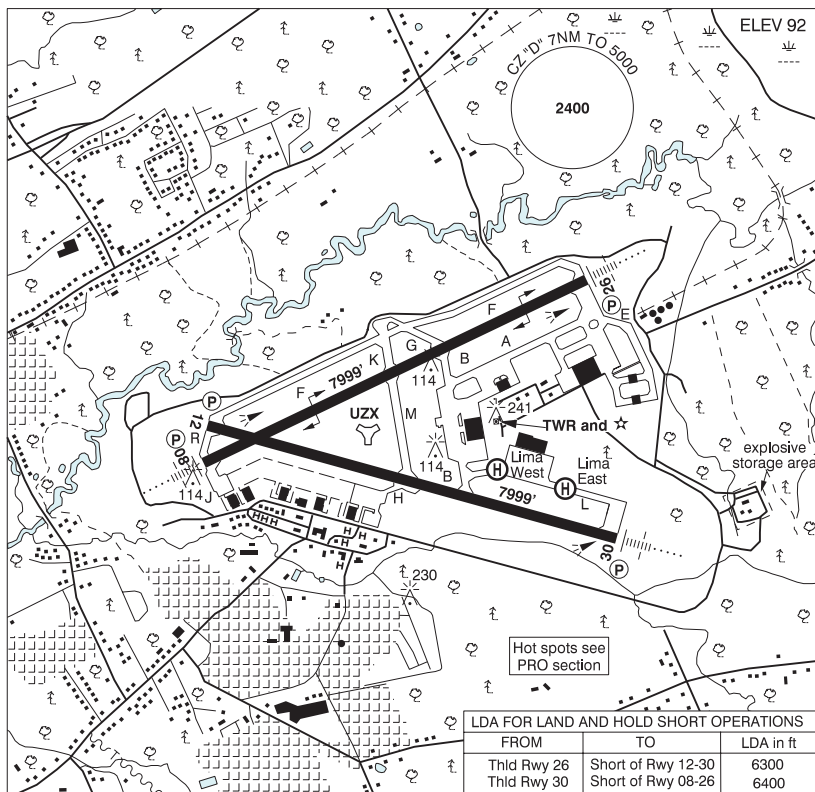 ELEV 92
CZ "D" 7NM TO 5000
2400
26
P
E
F
A
G
B
K
7999'
114
F
UZX
M
241
TWR and
P
12
R
P
08
114
J
114
B
H
Lima
West
H
Lima
East
H
L
7999'
explosive
storage area
30
P
HHH
H
H
H
H
230
Hot spots see
PRO section
LDA FOR LAND AND HOLD SHORT OPERATIONS
FROM TO LDA in ft
Thld Rwy 26 Short of Rwy 12-30 6300
Thld Rwy 30 Short of Rwy 08-26 6400